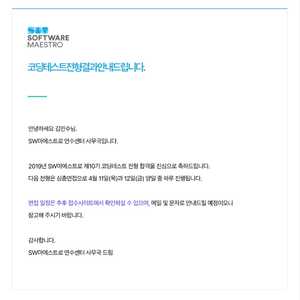 SOFTWARE
MAESTRO
코딩테스트전형결과안내드립니다.
안녕하세요 김진수님.
SW마에스트로 연수센터 사무국입니다.
2019년 SW마에스트로 제10기 코딩테스트 전형 합격을 진심으로 축하드립니다.
다음 전형은 심층면접으로 4월 11일(목)과 12일(금) 양일 중 하루 진행됩니다.
면접 일정은 추후 접수사이트에서 확인하실 수 있으며, 메일 및 문자로 안내드릴 예정이오니
참고해 주시기 바랍니다.
감사합니다.
SW마에스트로 연수센터 사무국 드림